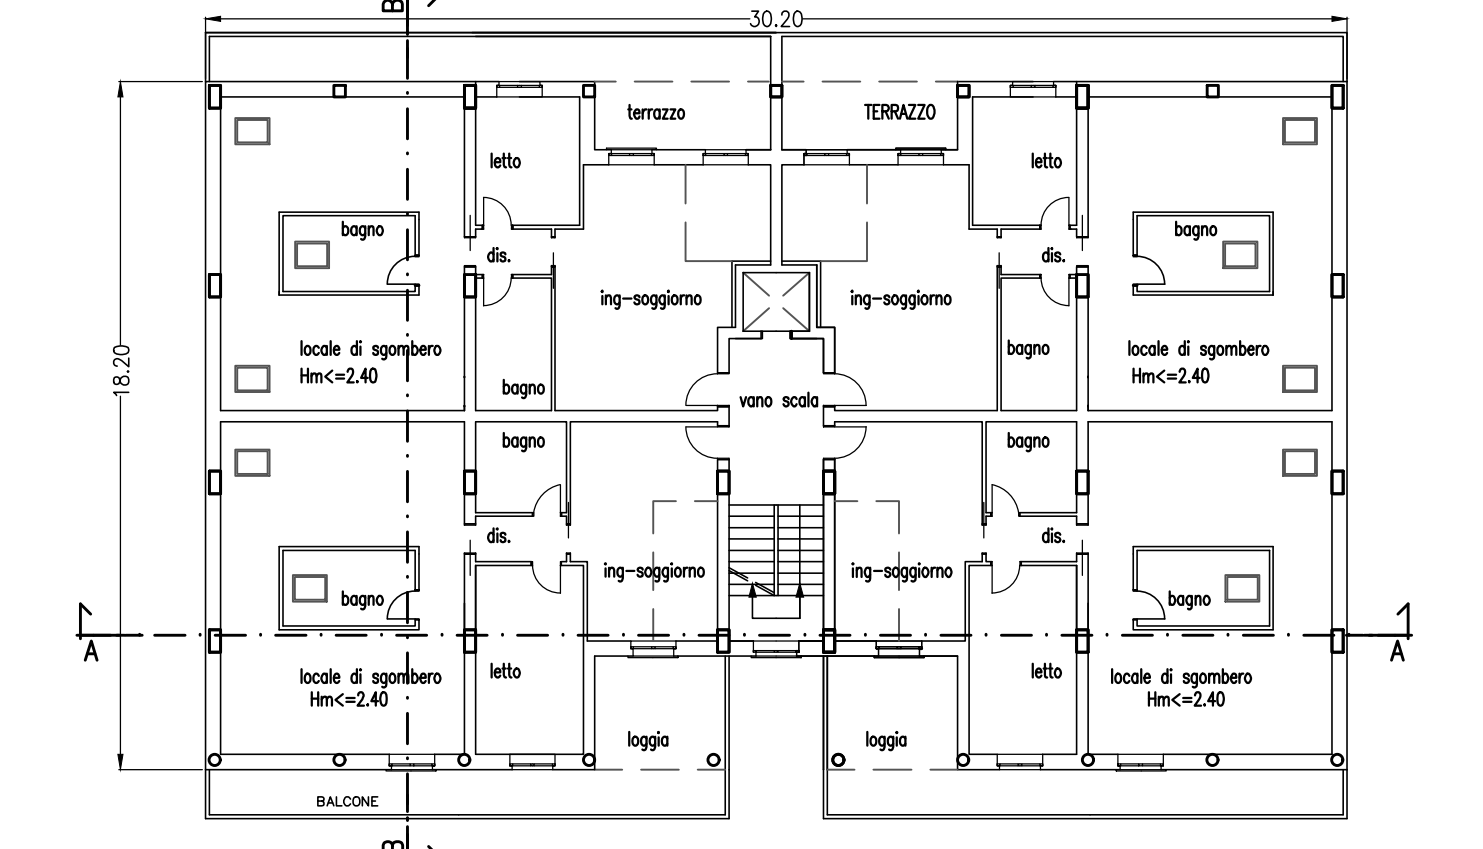 B
30.20
terrazzo
TERRAZZO
letto
letto
bagno
bagno
dis.
dis.
ing-soggiorno
ing-soggiorno
18.20
locale di sgombero
Hm<=2.40
bagno
locale di sgombero
Hm<=2.40
bagno
vano scala
bagno
bagno
dis.
dis.
ing-soggiorno
ing-soggiorno
bagno
bagno
A
A
locale di sgombero
Hm<=2.40
letto
letto
locale di sgombero
Hm<=2.40
loggia
loggia
BALCONE
B